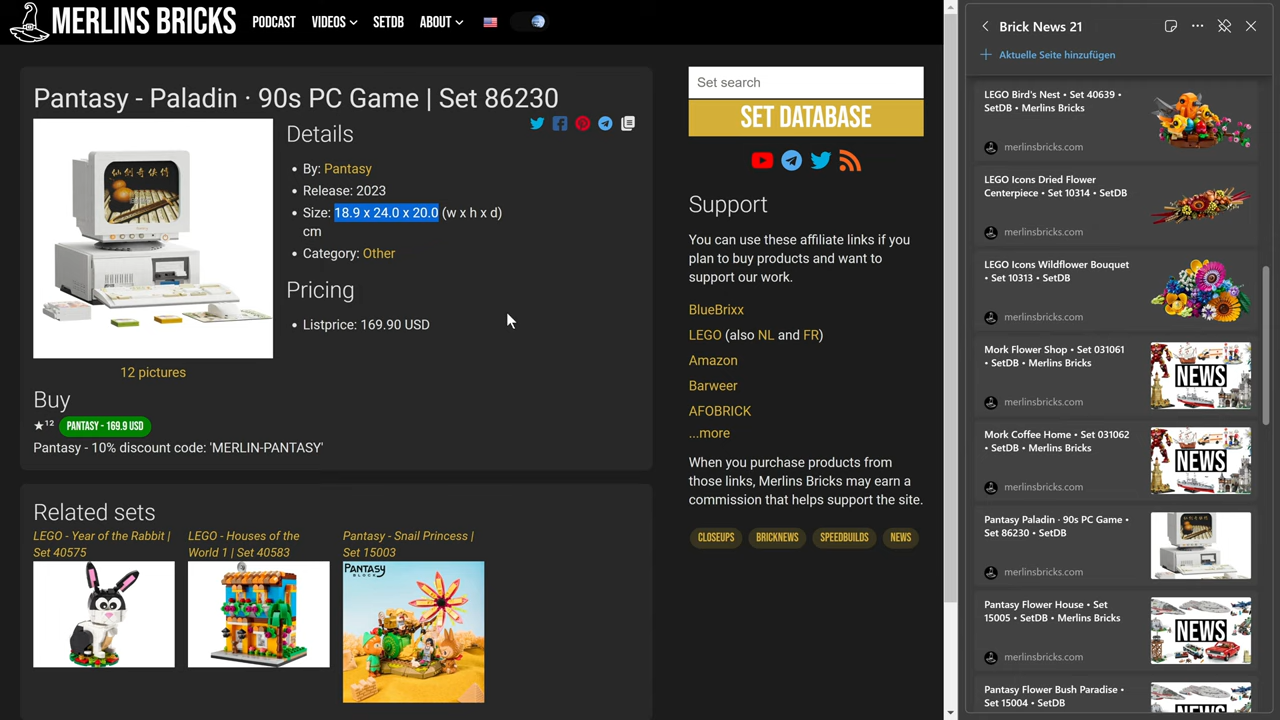 MERLINS BRICKS
PODCAST
VIDEOS
SETDB
ABOUT
Pantasy - Paladin · 90s PC Game | Set 86230
仙剑奇侠传
12 pictures
Details
By: Pantasy
Release: 2023
Size: 18.9 x 24.0 x 20.0 (w x h x d)
cm
Category: Other
Pricing
Listprice: 169.90 USD
Buy
★12 PANTASY - 169.9 USD
Pantasy - 10% discount code: 'MERLIN-PANTASY'
Related sets
LEGO - Year of the Rabbit |
Set 40575
LEGO - Houses of the
World 1 | Set 40583
Pantasy - Snail Princess |
Set 15003
PANTASY
BLOCK
Set search
SET DATABASE
Support
You can use these affiliate links if you
plan to buy products and want to
support our work.
BlueBrixx
LEGO (also NL and FR)
Amazon
Barweer
AFOBRICK
...more
When you purchase products from
those links, Merlins Bricks may earn a
commission that helps support the site.
CLOSEUPS
BRICKNEWS
SPEEDBUILDS
NEWS
Brick News 21
Aktuelle Seite hinzufügen
LEGO Bird's Nest • Set 40639 •
SetDB • Merlins Bricks
merlinsbricks.com
LEGO Icons Dried Flower
Centerpiece • Set 10314 • SetDB
merlinsbricks.com
LEGO Icons Wildflower Bouquet
• Set 10313 • SetDB
merlinsbricks.com
Mork Flower Shop • Set 031061
• SetDB • Merlins Bricks
merlinsbricks.com
NEWS
Mork Coffee Home • Set 031062
• SetDB • Merlins Bricks
merlinsbricks.com
NEWS
Pantasy Paladin · 90s PC Game •
Set 86230 • SetDB
merlinsbricks.com
Pantasy Flower House • Set
15005 • SetDB • Merlins Bricks
merlinsbricks.com
NEWS
Pantasy Flower Bush Paradise •
Set 15004 • SetDB